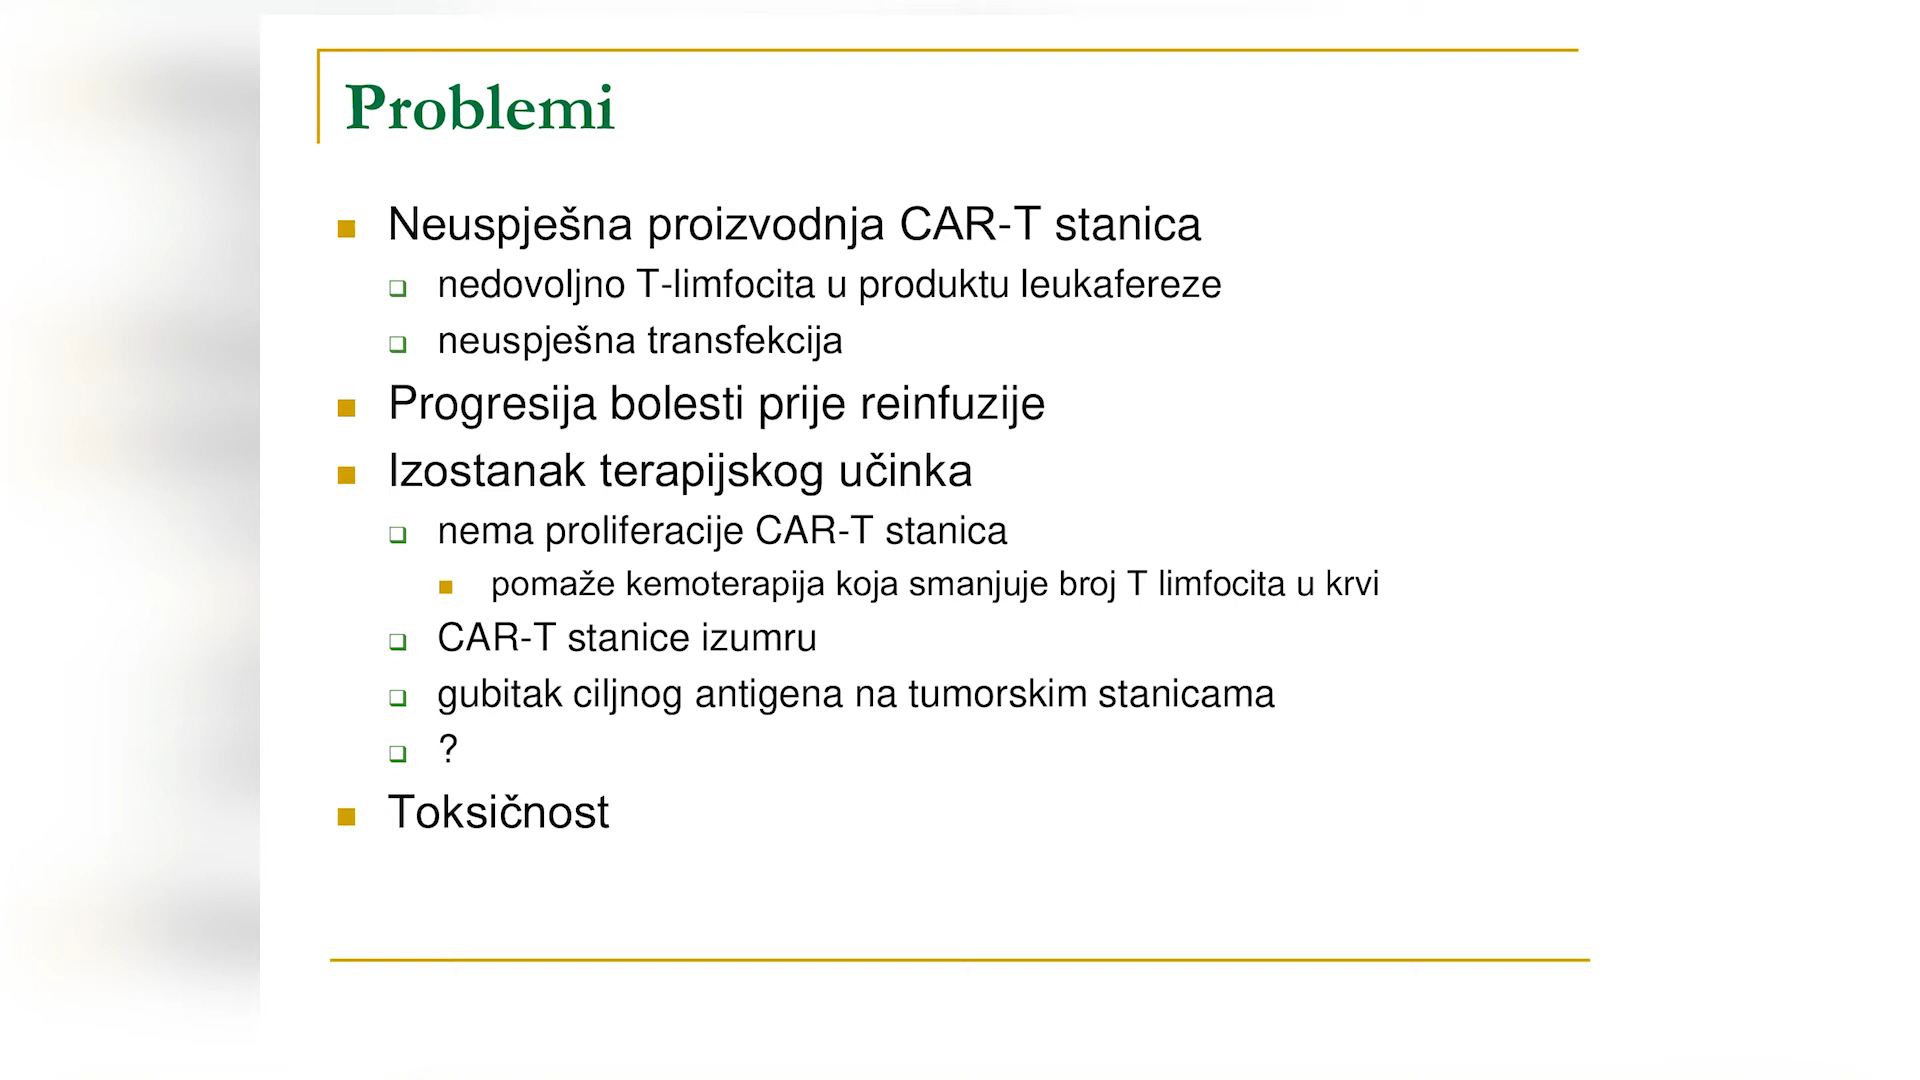 Problemi
Neuspješna proizvodnja CAR-T stanica
nedovoljno T-limfocita u produktu leukafereze
neuspješna transfekcija
Progresija bolesti prije reinfuzije
Izostanak terapijskog učinka
nema proliferacije CAR-T stanica
pomaže kemoterapija koja smanjuje broj T limfocita u krvi
CAR-T stanice izumru
gubitak ciljnog antigena na tumorskim stanicama
?
Toksičnost